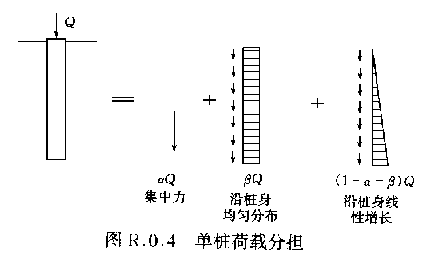 Q
=
+
+
αQ
集中力
βQ
沿桩身
均匀分布
(1-α-β)Q
沿桩身线
性增长
图 R.0.4 单桩荷载分担